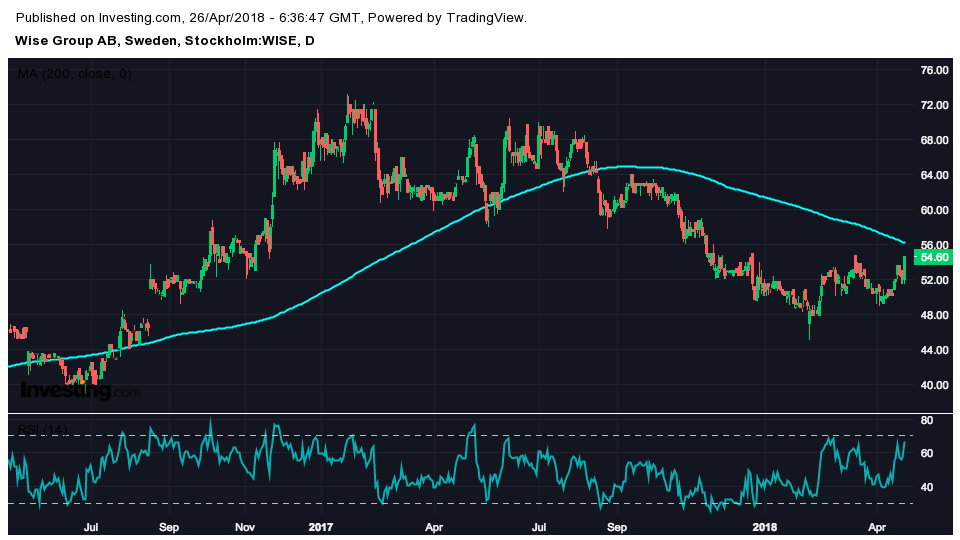 Published on Investing.com, 26/Apr/2018 - 6:36:47 GMT, Powered by TradingView.
Wise Group AB, Sweden, Stockholm:WISE, D
MA (200, close, 0)
76.00
72.00
68.00
64.00
60.00
56.00
54.60
52.00
48.00
44.00
40.00
Investing.com
RSI (14)
80
60
40
Jul Sep Nov 2017 Apr Jul Sep 2018 Apr